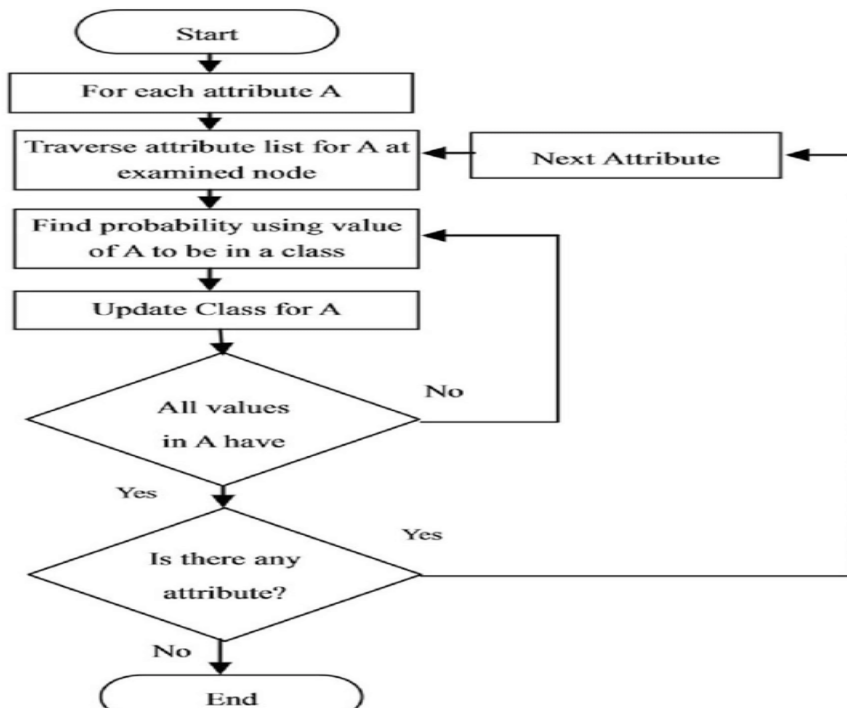 Start
For each attribute A
Traverse attribute list for A at
examined node
Next Attribute
Find probability using value
of A to be in a class
Update Class for A
All values
in A have
No
Yes
Is there any
attribute?
Yes
No
End